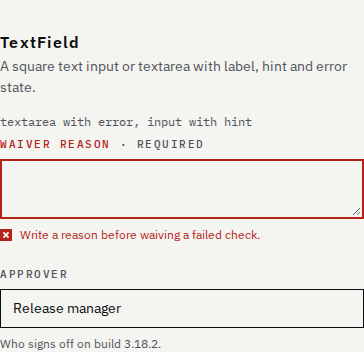 TextField
A square text input or textarea with label, hint and error
state.
textarea with error, input with hint
WAIVER REASON · REQUIRED
Write a reason before waiving a failed check.
APPROVER
Release manager
Who signs off on build 3.18.2.